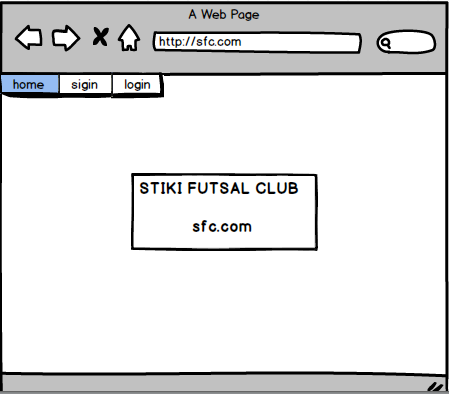 A Web Page
http://sfc.com
home sigin login
STIKI FUTSAL CLUB
sfc.com